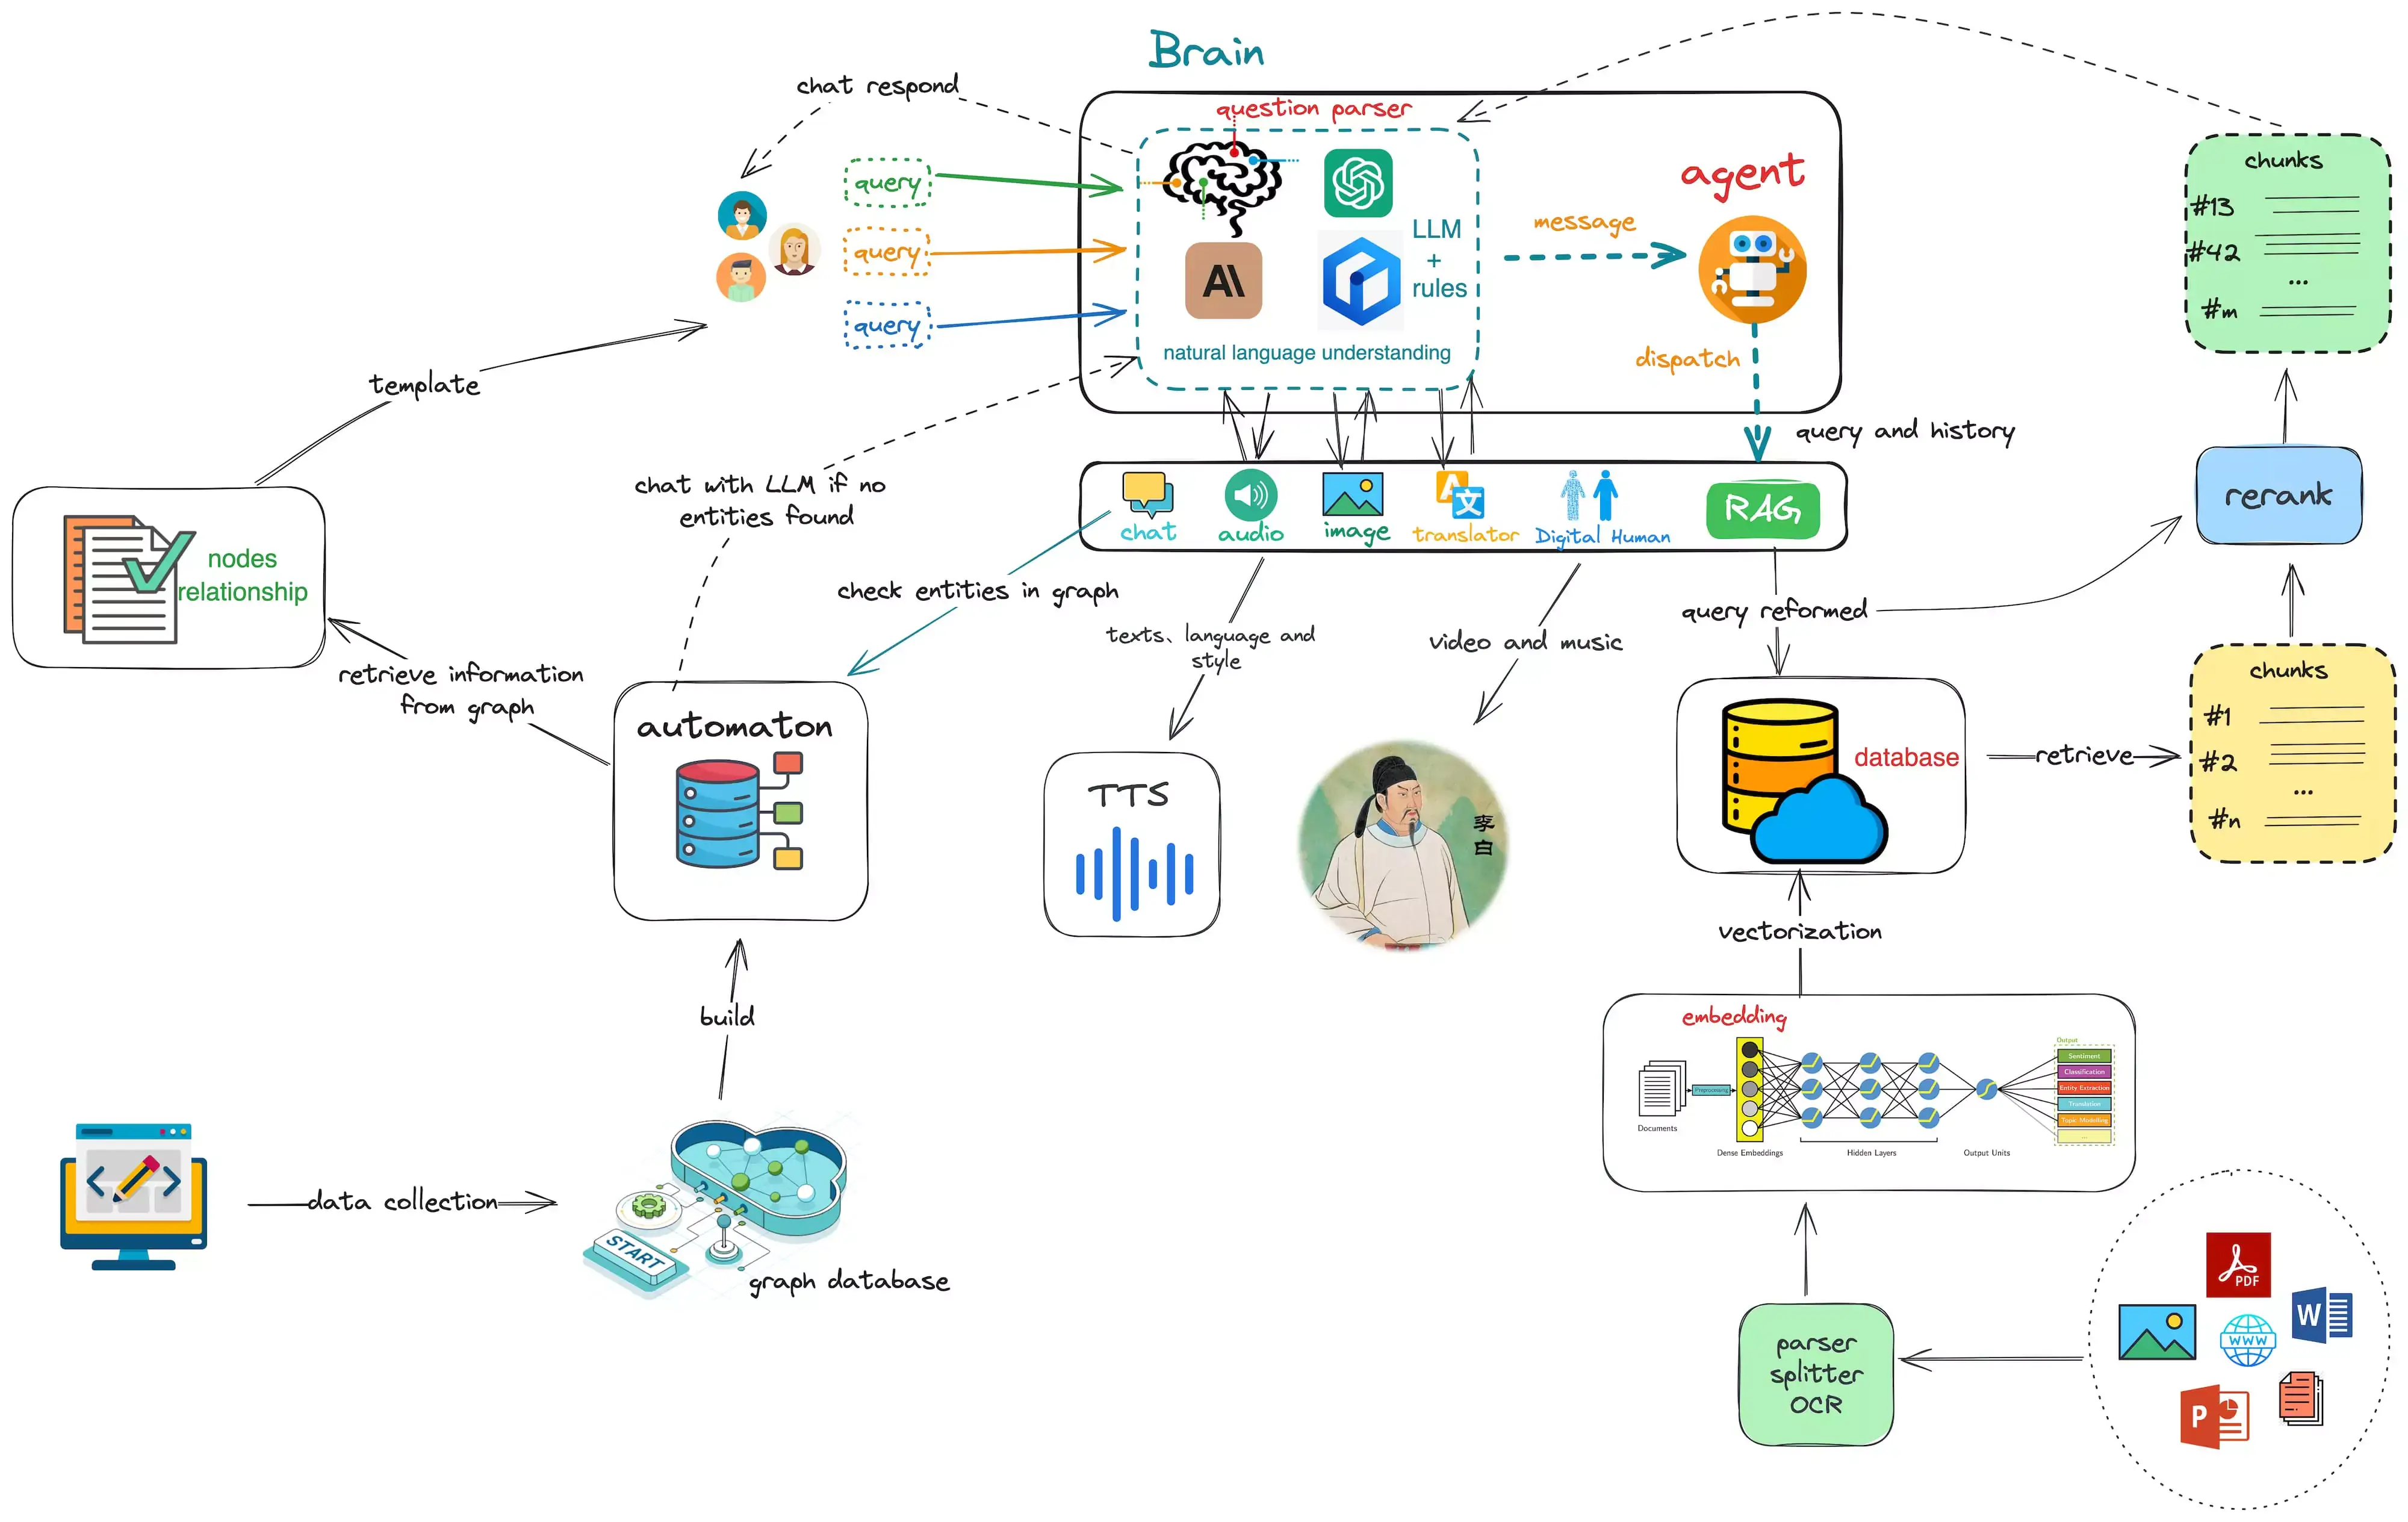 Brain
chat respond
question parser
query
query
query
LLM
+
rules
A\
natural language understanding
message
agent
dispatch
query and history
chunks
#13
#42
...
#m
rerank
chunks
#1
#2
...
#n
template
nodes
relationship
chat with LLM if no
entities found
chat
audio
A
文
image
translator
Digital Human
RAG
check entities in graph
texts、language and
style
video and music
query reformed
retrieve information
from graph
automaton
TTS
李
白
database
retrieve
vectorization
build
embedding
Documents
Preprocessing
Dense Embeddings
Hidden Layers
Output Units
Output
Sentiment
Classification
Entity Extraction
Translation
Topic Modelling
...
data collection
START
graph database
parser
splitter
OCR
PDF
W
WWW
P